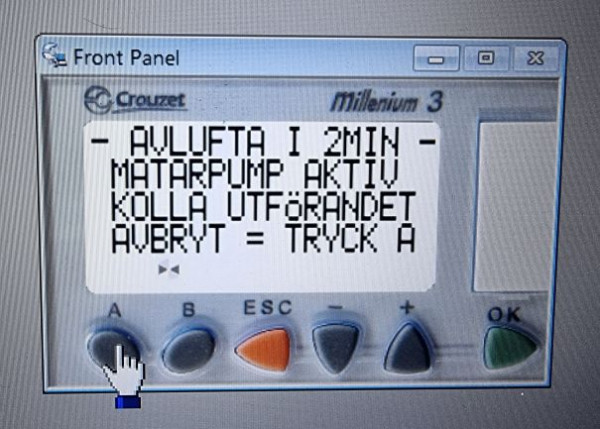 Front Panel
Crouzet Millenium 3
- AVLUFTA I 2MIN -
MATARPUMP AKTIV
KOLLA UTFöRANDET
AVBRYT = TRYCK A
A B ESC - + OK